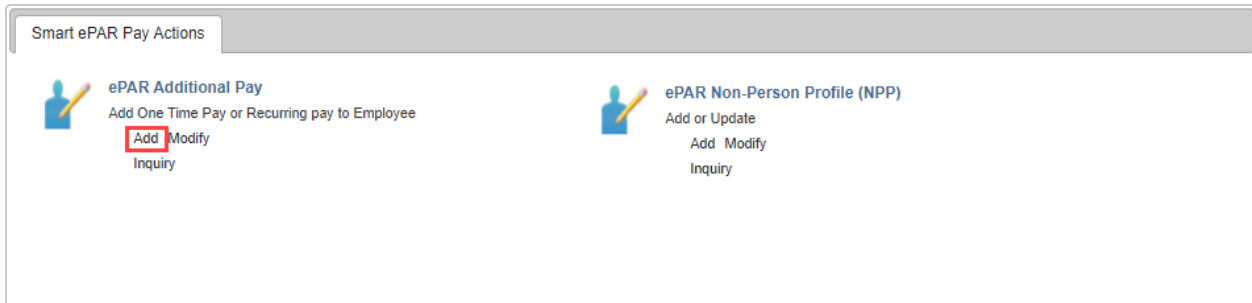 Smart ePAR Pay Actions
ePAR Additional Pay
Add One Time Pay or Recurring pay to Employee
Add Modify
Inquiry
ePAR Non-Person Profile (NPP)
Add or Update
Add Modify
Inquiry